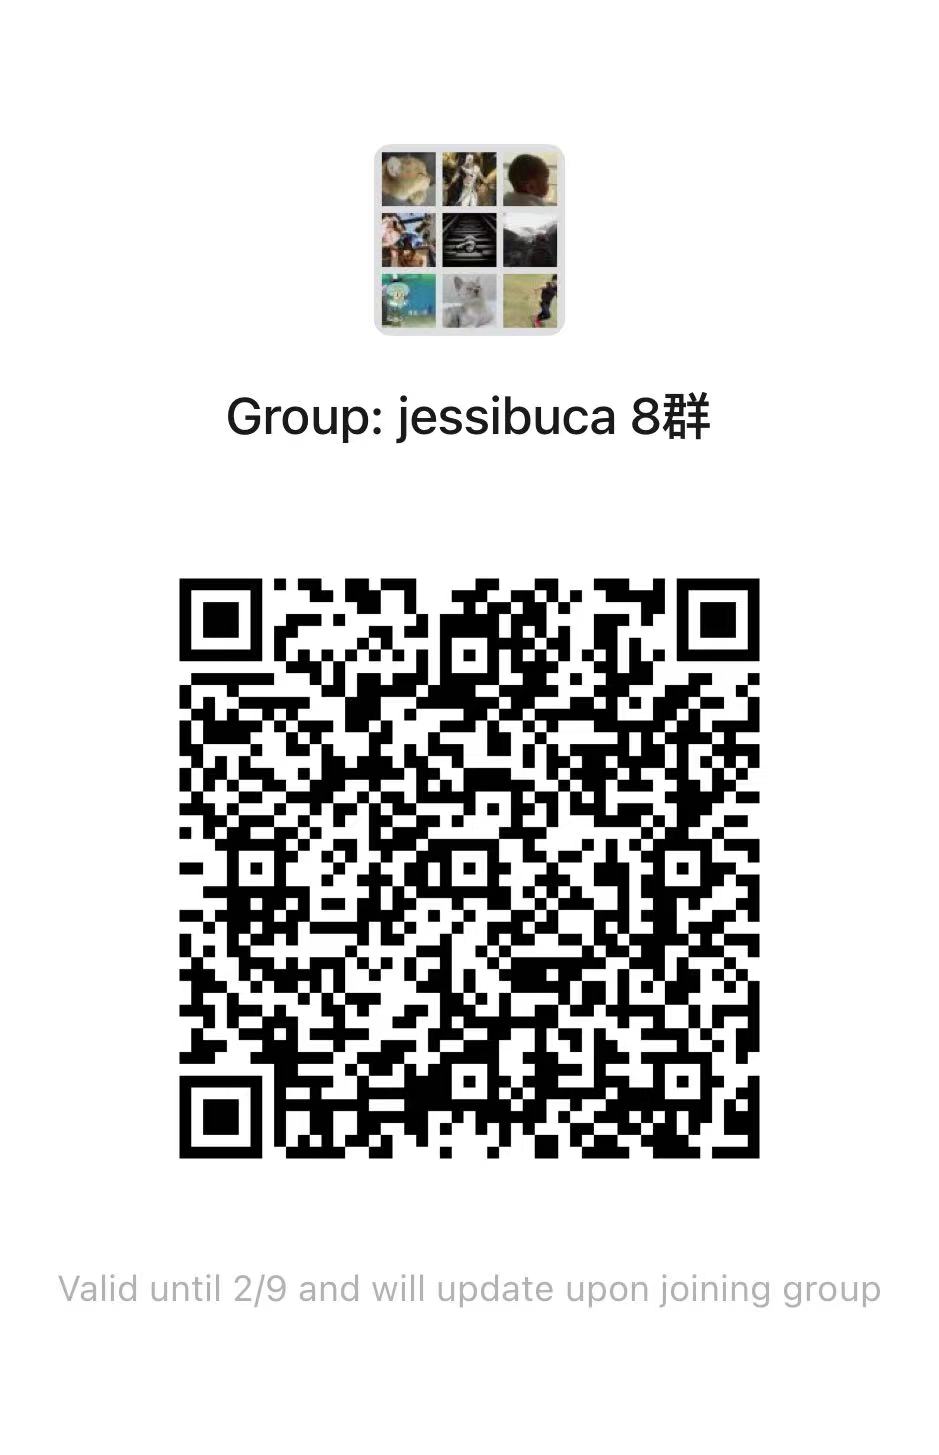 Group: jessibuca 8群
Valid until 2/9 and will update upon joining group